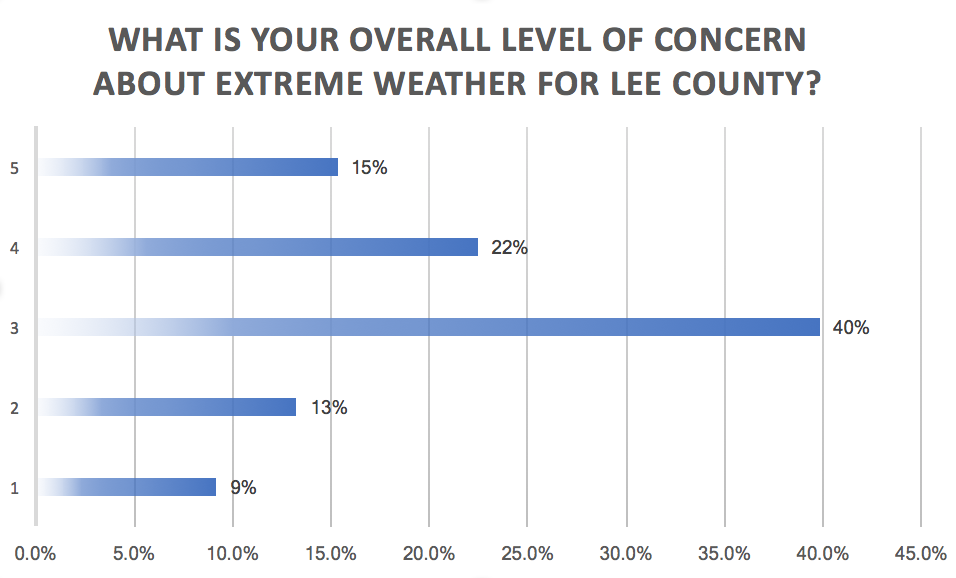 WHAT IS YOUR OVERALL LEVEL OF CONCERN
ABOUT EXTREME WEATHER FOR LEE COUNTY?
5 15%
4 22%
3 40%
2 13%
1 9%
0.0% 5.0% 10.0% 15.0% 20.0% 25.0% 30.0% 35.0% 40.0% 45.0%